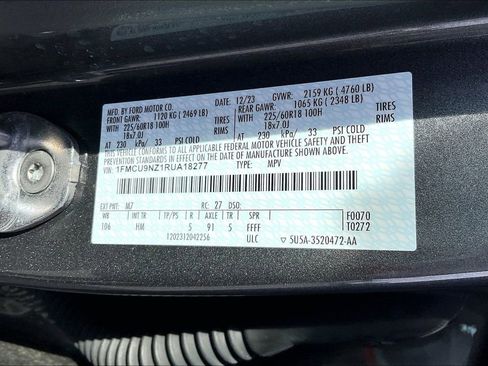 MFD. BY FORD MOTOR CO.
12/23 GVWR: 2159 KG ( 4760 LB)
FRONT GAWR: 1120 KG ( 2469 LB) REAR GAWR: 1065 KG ( 2348 LB)
WITH 225/60R18 100H TIRES WITH 225/60R18 100H TIRES
18x7.0J RIMS 18x7.0J RIMS
AT 230 kPa/ 33 PSI COLD AT 230 kPa/ 33 PSI COLD
THIS VEHICLE CONFORMS TO ALL APPLICABLE FEDERAL MOTOR VEHICLE SAFETY AND THEFT
PREVENTION STANDARDS IN EFFECT ON THE DATE OF MANUFACTURE SHOWN ABOVE.
VIN: 1FMCU9NZ1RUA18277 TYPE: MPV
EXT PNT: M7 RC: 27 DSO:
WB INT TR TP/PS R AXLE TR SPR F0070
106 HM 5 91 5 FFFF T0272
1202312042256 ULC 5U5A-3520472-AA